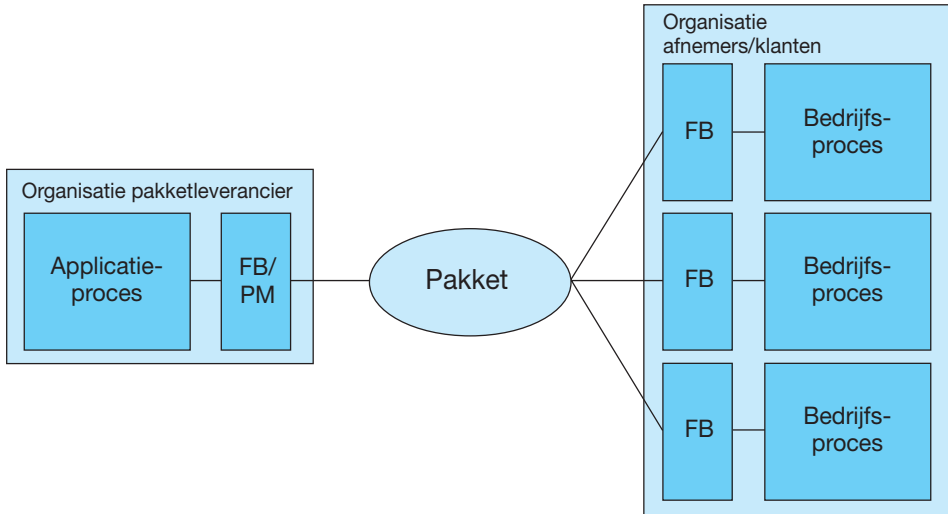 Organisatie pakketleverancier
Applicatie-
proces
FB/
PM
Pakket
Organisatie
afnemers/klanten
FB
Bedrijfs-
proces
FB
Bedrijfs-
proces
FB
Bedrijfs-
proces